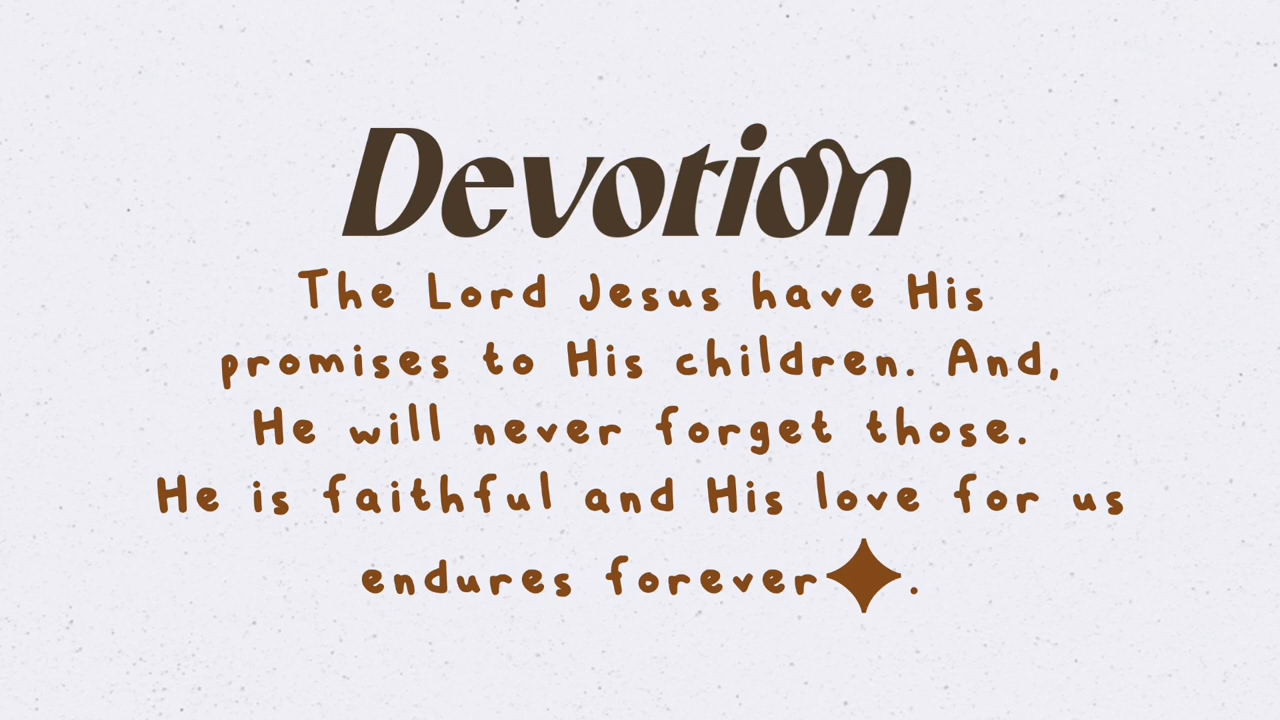 Devotion
The Lord Jesus have His
promises to His children. And,
He will never forget those.
He is faithful and His love for us
endures forever✦.